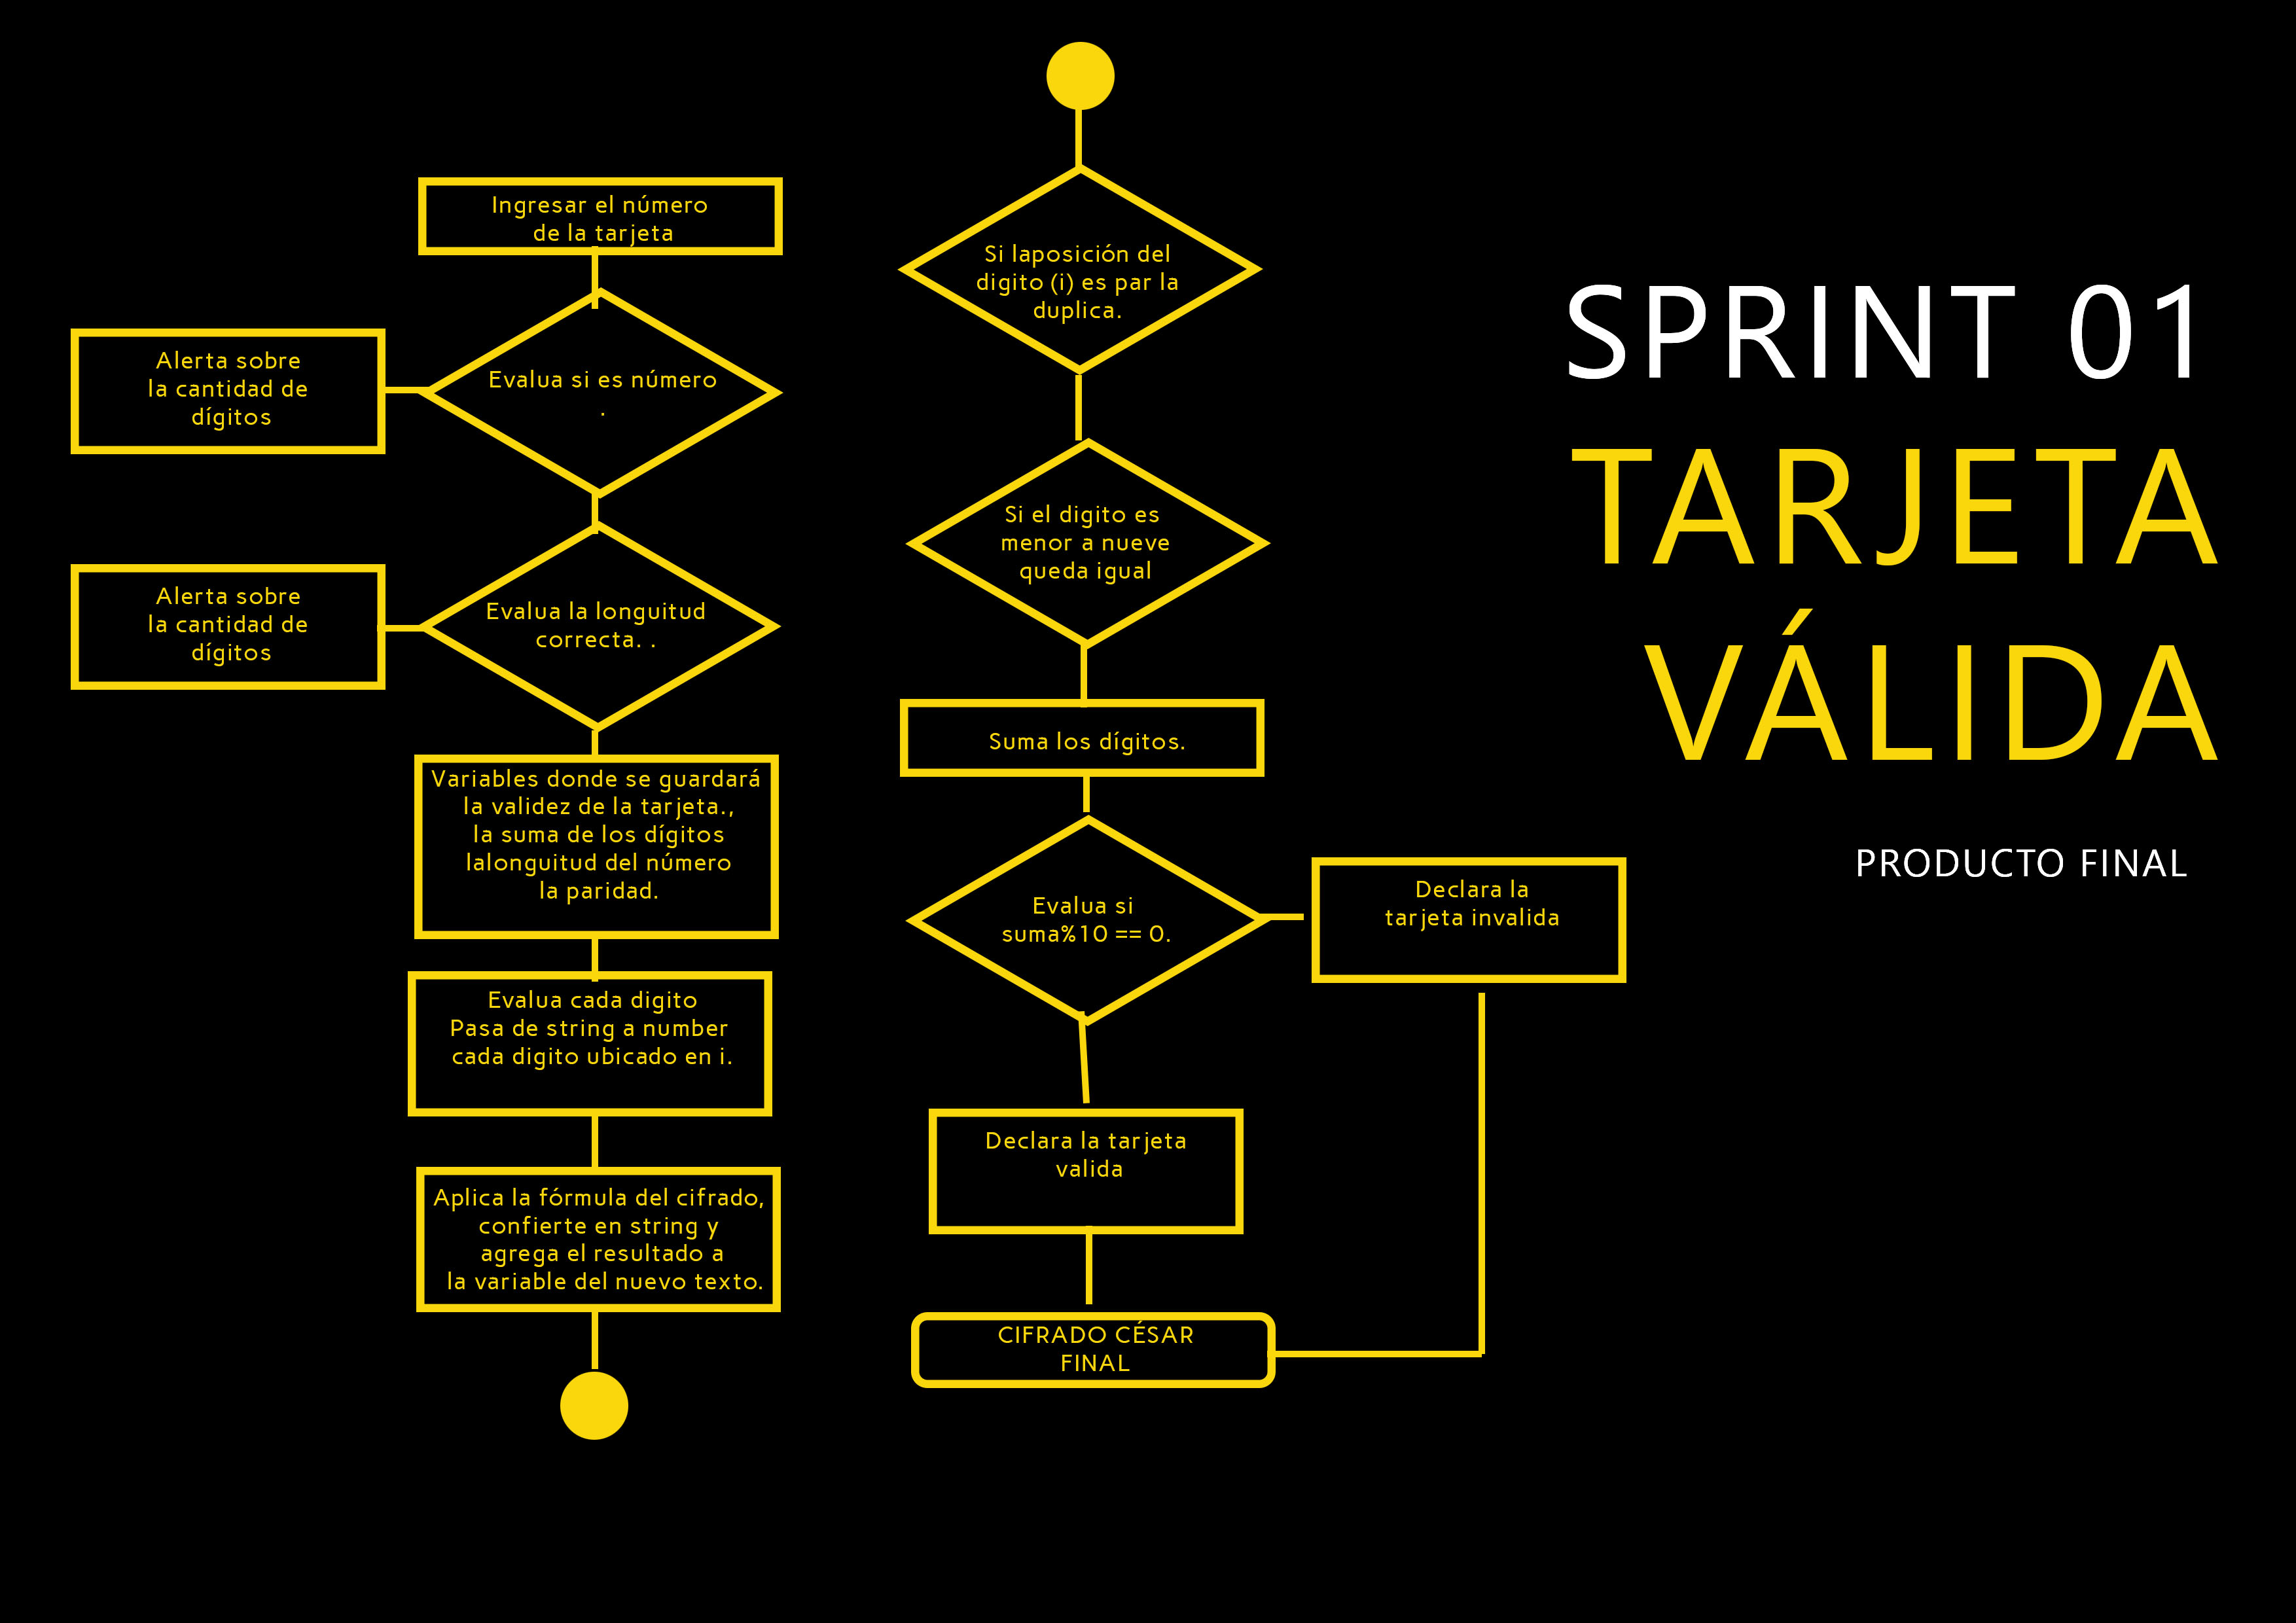 Ingresar el número
de la tarjeta
Evalua si es número
.
Alerta sobre
la cantidad de
dígitos
Evalua la longuitud
correcta. .
Alerta sobre
la cantidad de
dígitos
Variables donde se guardará
la validez de la tarjeta.,
la suma de los dígitos
lalonguitud del número
la paridad.
Evalua cada digito
Pasa de string a number
cada digito ubicado en i.
Aplica la fórmula del cifrado,
confierte en string y
agrega el resultado a
la variable del nuevo texto.
Si laposición del
digito (i) es par la
duplica.
Si el digito es
menor a nueve
queda igual
Suma los dígitos.
Evalua si
suma%10 == 0.
Declara la
tarjeta invalida
Declara la tarjeta
valida
CIFRADO CÉSAR
FINAL
SPRINT 01
TARJETA
VÁLIDA
PRODUCTO FINAL